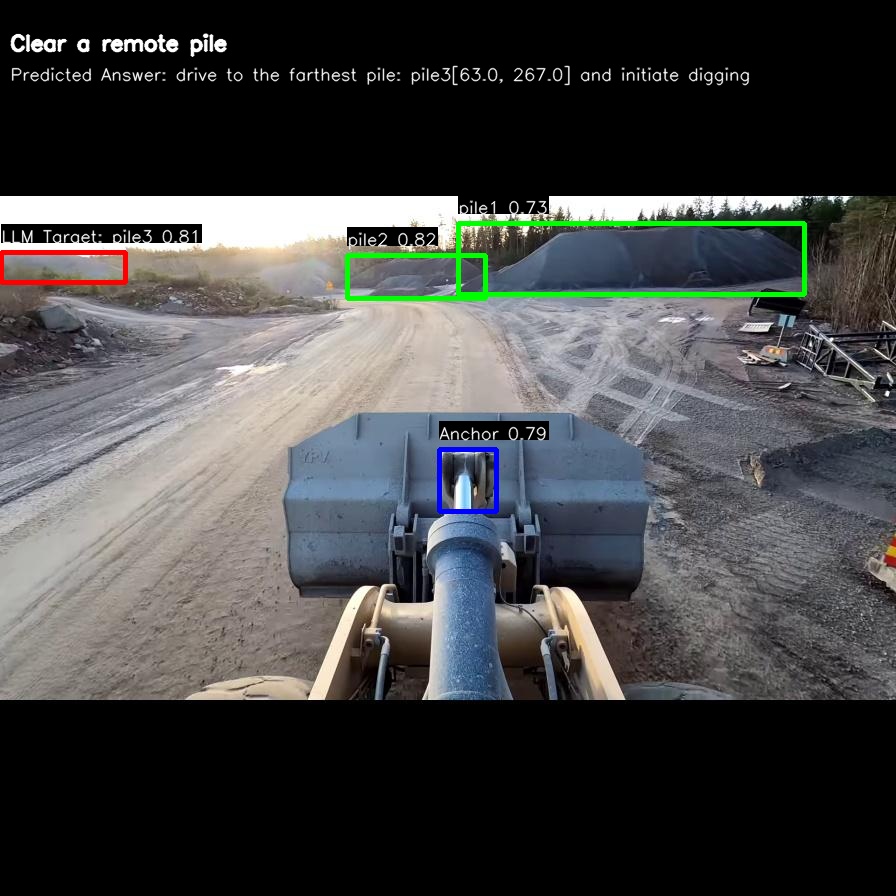 Clear a remote pile
Predicted Answer: drive to the farthest pile: pile3[63.0, 267.0] and initiate digging
pile1 0.73
LLM Target: pile3 0.81
pile2 0.82
Anchor 0.79